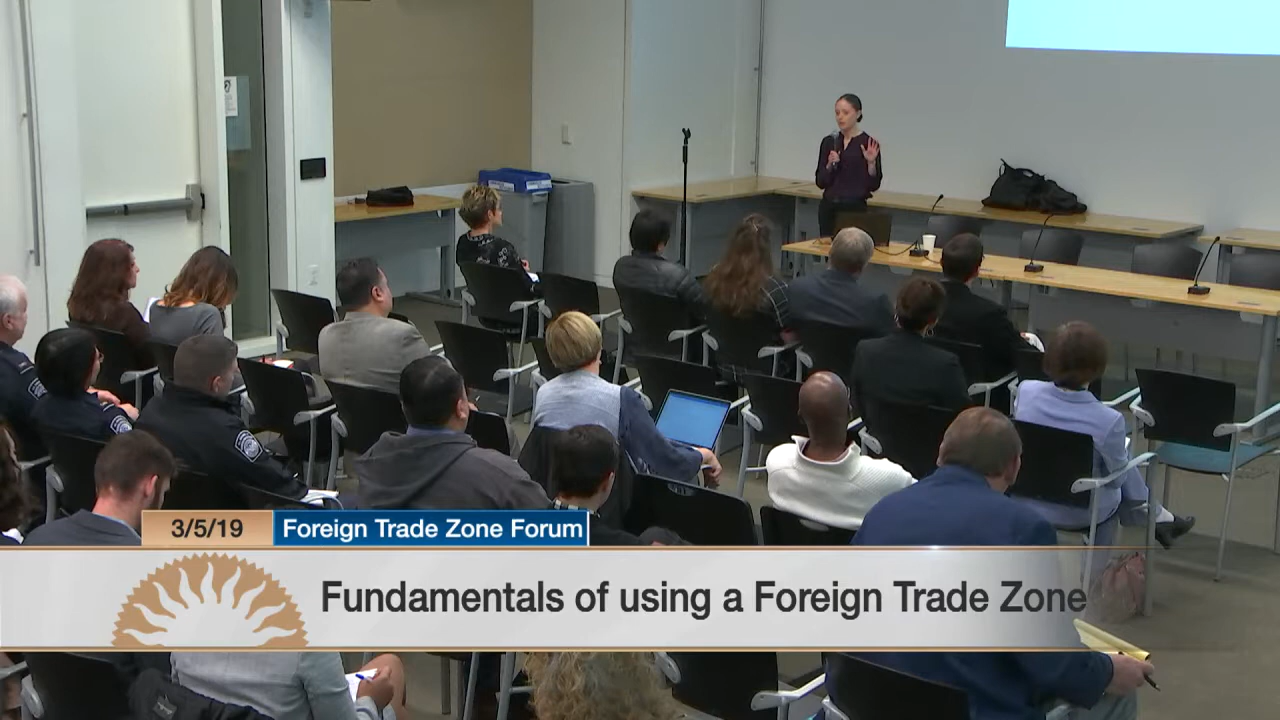 3/5/19
Foreign Trade Zone Forum
Fundamentals of using a Foreign Trade Zone